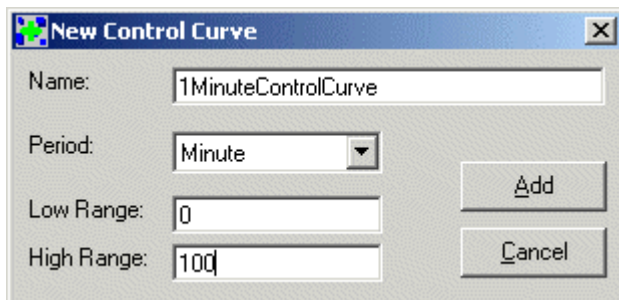 New Control Curve
Name: 1MinuteControlCurve
Period: Minute
Add
Low Range: 0
High Range: 100
Cancel